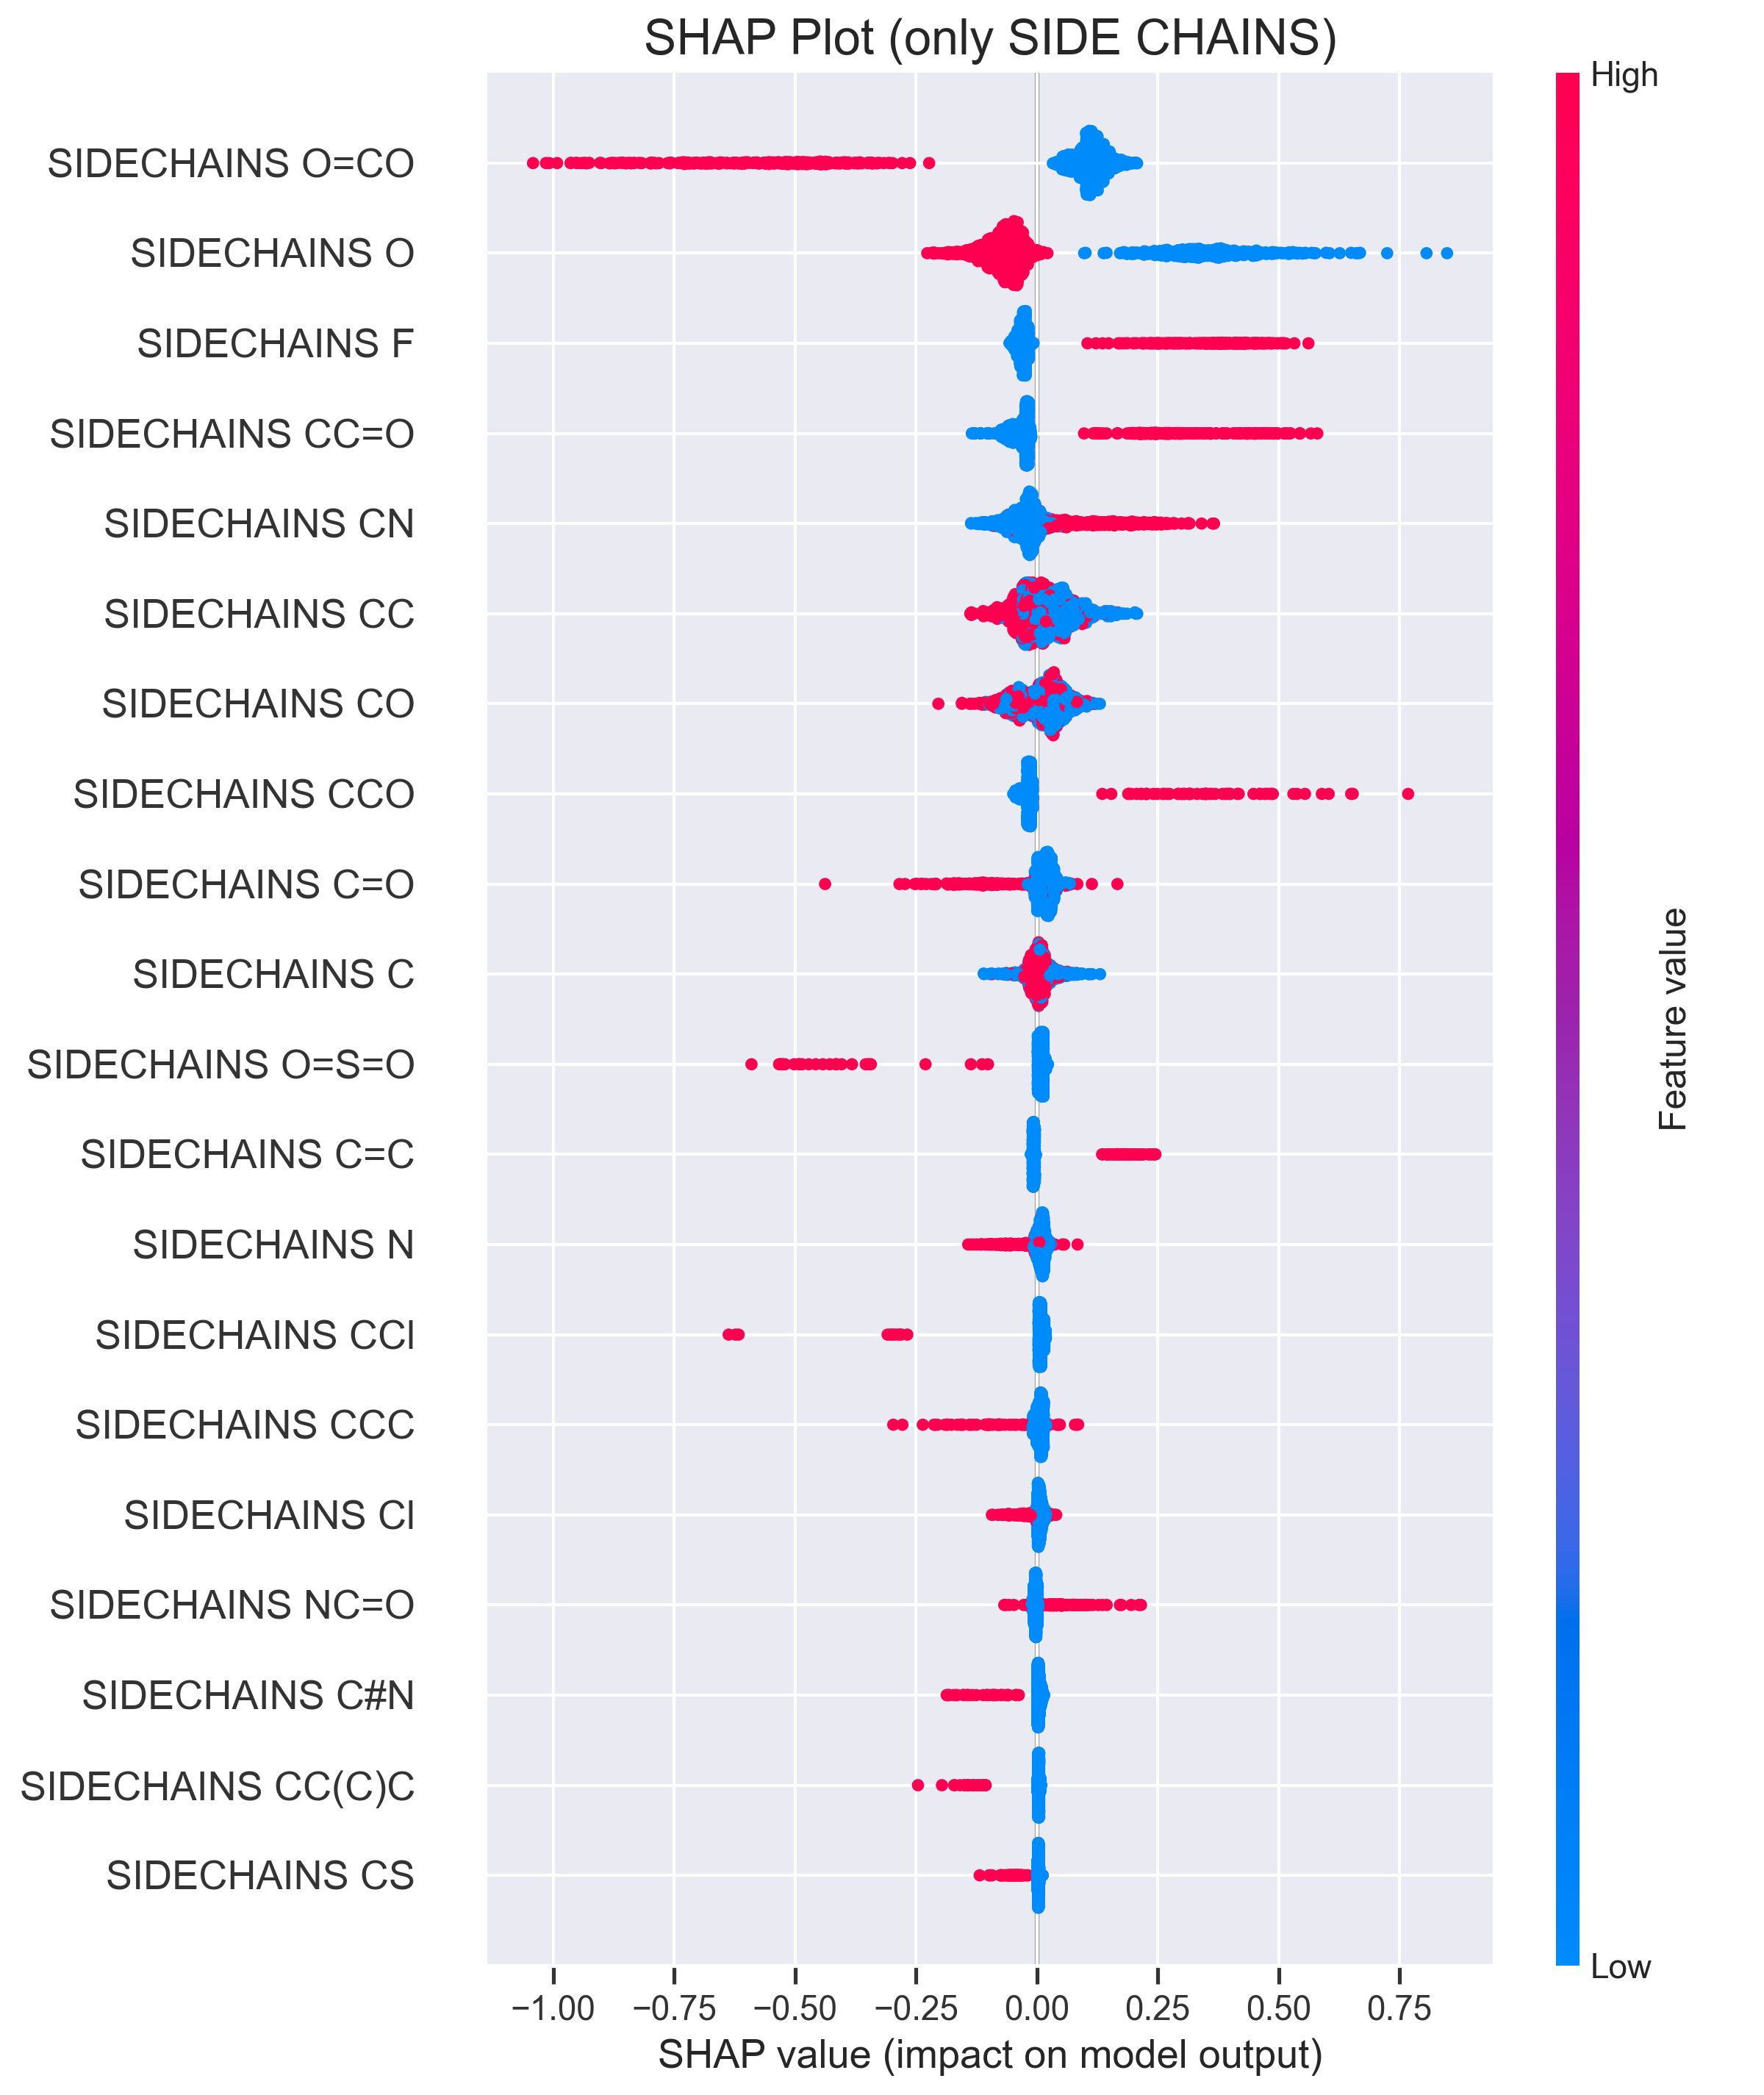 SHAP Plot (only SIDE CHAINS)
High
SIDECHAINS O=CO
SIDECHAINS O
SIDECHAINS F
SIDECHAINS CC=O
SIDECHAINS CN
SIDECHAINS CC
SIDECHAINS CO
SIDECHAINS CCO
SIDECHAINS C=O
SIDECHAINS C
SIDECHAINS O=S=O
SIDECHAINS C=C
SIDECHAINS N
SIDECHAINS CCl
SIDECHAINS CCC
SIDECHAINS Cl
SIDECHAINS NC=O
SIDECHAINS C#N
SIDECHAINS CC(C)C
SIDECHAINS CS
Feature value
Low
−1.00 −0.75 −0.50 −0.25 0.00 0.25 0.50 0.75
SHAP value (impact on model output)